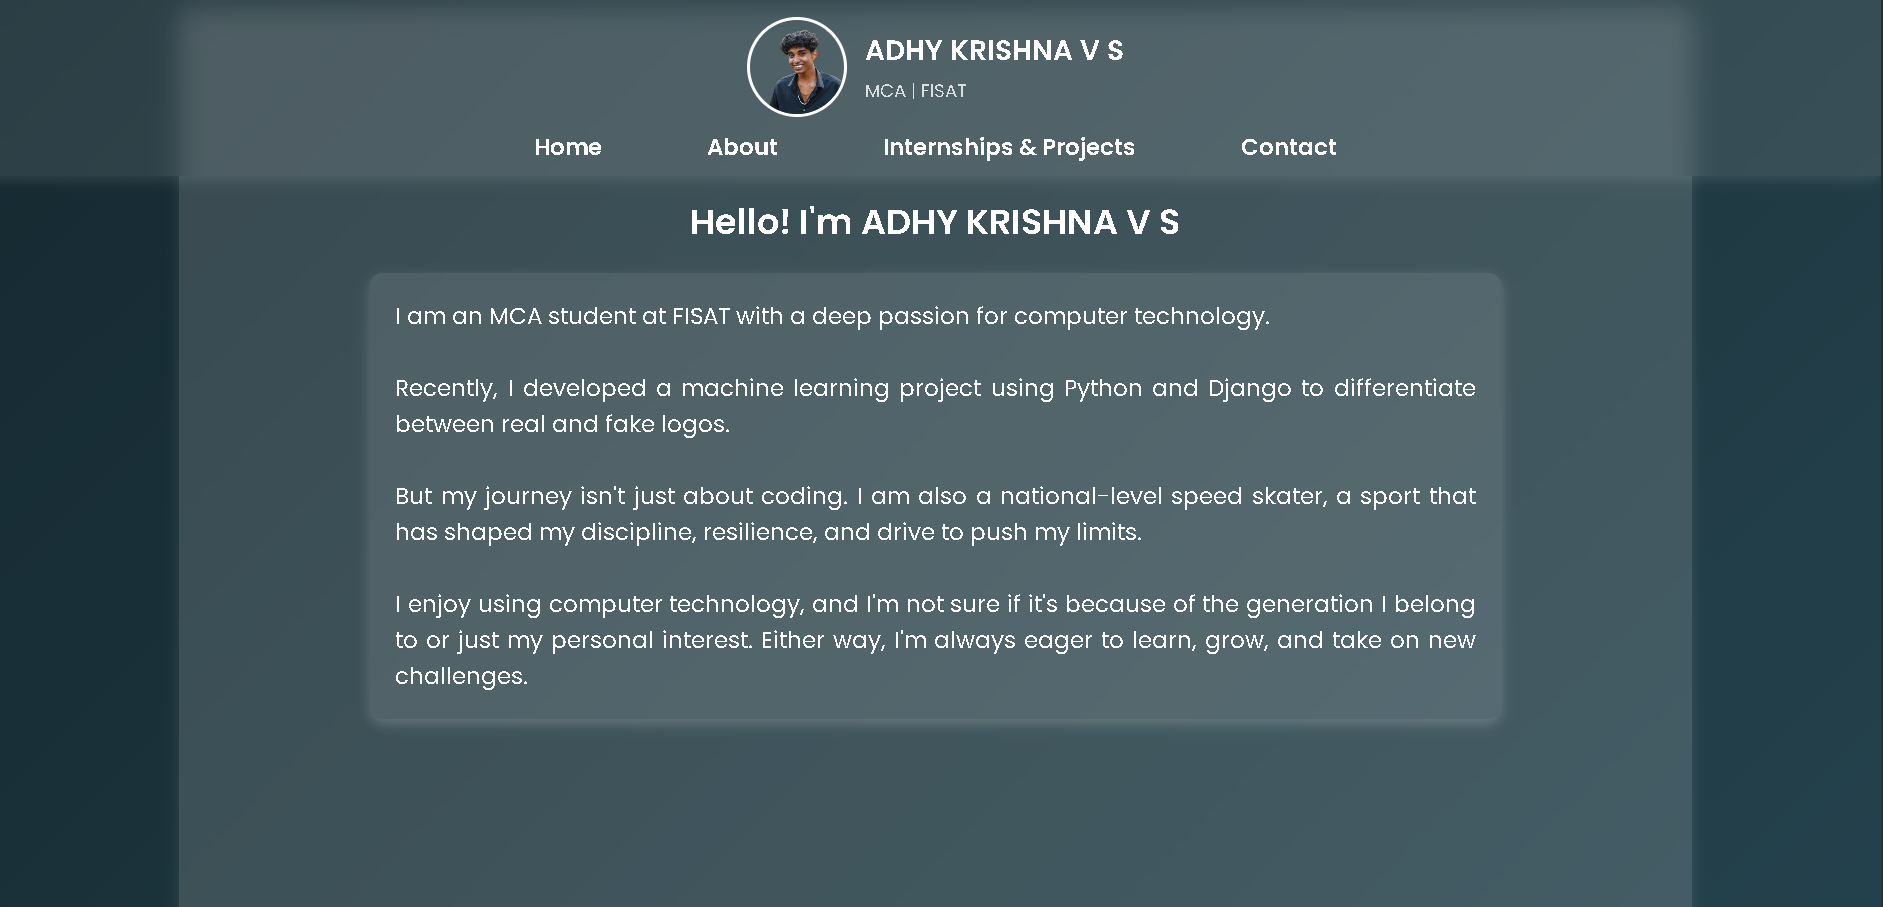 ADHY KRISHNA V S
MCA | FISAT
Home About Internships & Projects Contact
Hello! I'm ADHY KRISHNA V S
I am an MCA student at FISAT with a deep passion for computer technology.
Recently, I developed a machine learning project using Python and Django to differentiate
between real and fake logos.
But my journey isn't just about coding. I am also a national-level speed skater, a sport that
has shaped my discipline, resilience, and drive to push my limits.
I enjoy using computer technology, and I'm not sure if it's because of the generation I belong
to or just my personal interest. Either way, I'm always eager to learn, grow, and take on new
challenges.